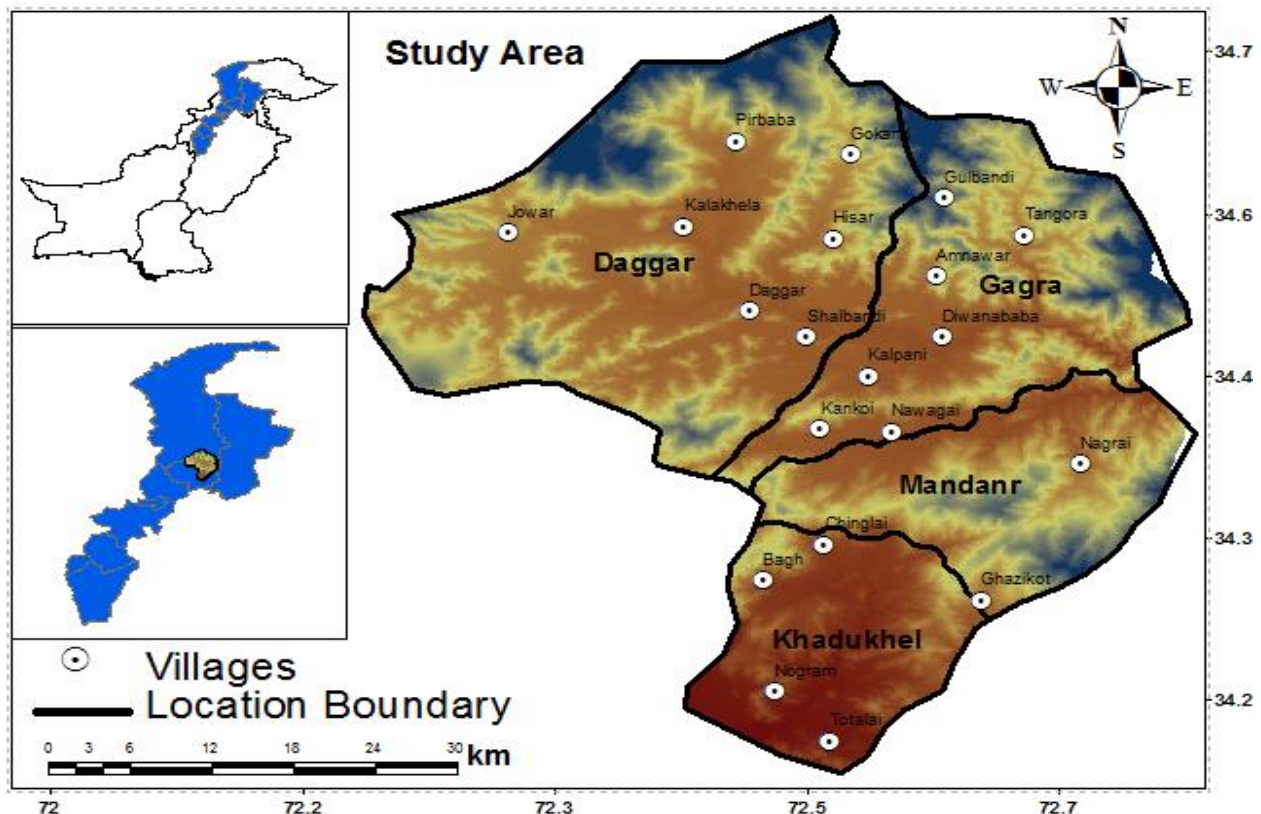 Study Area
N
W E
S
34.7
34.6
34.4
34.3
34.2
Pirbaba
Gokand
Gulbandi
Jowar
Kalakhela
Hisar
Tangora
Daggar
Amnawar
Gagra
Daggar
Shalbandi
Diwanababa
Kalpani
Kankoi
Nawagai
Nagrai
Mandanr
Chinglai
Bagh
Ghazikot
Khadukhel
Nogram
Totalai
Villages
Location Boundary
0 3 6 12 18 24 30 km
72 72.2 72.3 72.5 72.7